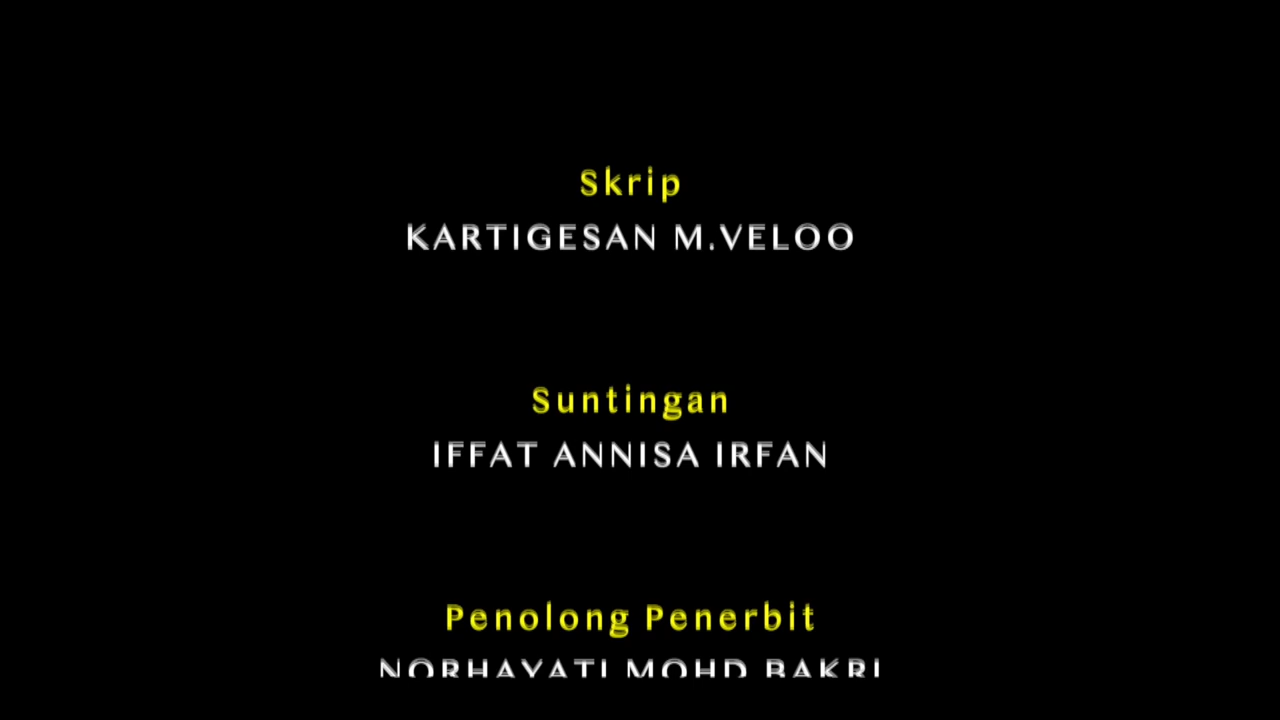 Skrip
KARTIGESAN M.VELOO
Suntingan
IFFAT ANNISA IRFAN
Penolong Penerbit
NORHAYATI MOHD BAKRI